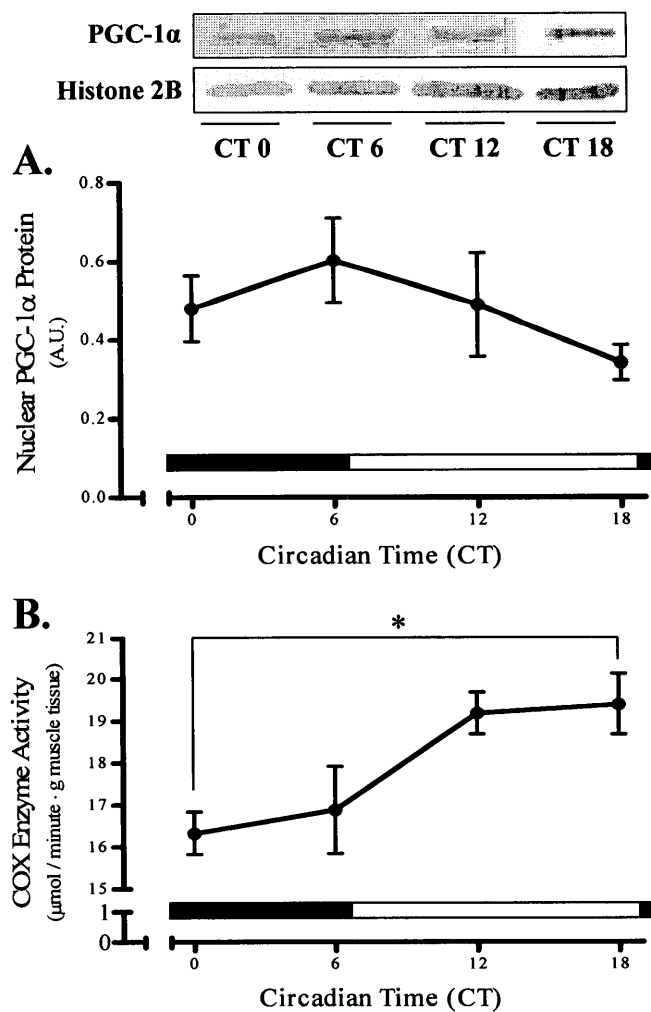 PGC-1α
Histone 2B
CT 0 CT 6 CT 12 CT 18
A.
0.8
0.6
0.4
0.2
0.0
Nuclear PGC-1α Protein
(A.U.)
0 6 12 18
Circadian Time (CT)
B.
*
21
20
19
18
17
16
15
1
0
COX Enzyme Activity
(μmol / minute · g muscle tissue)
0 6 12 18
Circadian Time (CT)